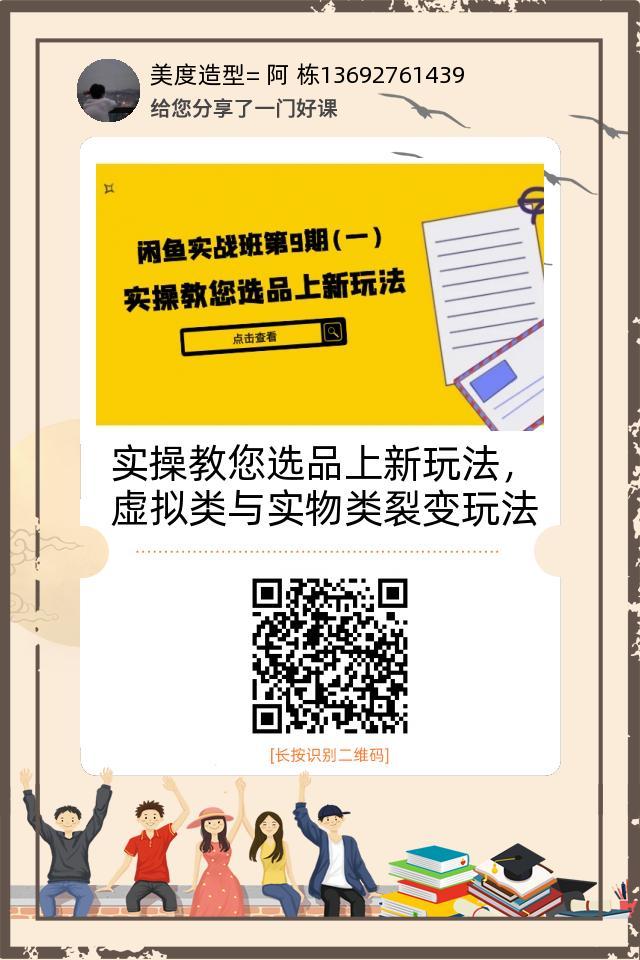 美度造型= 阿 栋13692761439
给您分享了一门好课
闲鱼实战班第9期(一)
实操教您选品上新玩法
点击查看
实操教您选品上新玩法，
虚拟类与实物类裂变玩法
[长按识别二维码]